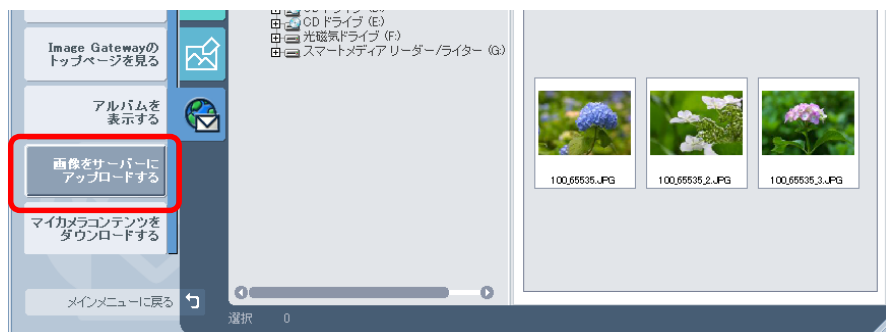 CD ドライブ (E:)
光磁気ドライブ (F:)
スマートメディア リーダー/ライター (G:)
Image Gatewayの
トップページを見る
アルバムを
表示する
画像をサーバーに
アップロードする
マイカメラコンテンツを
ダウンロードする
メインメニューに戻る
100_65535.JPG
100_65535_2.JPG
100_65535_3.JPG
選択 0